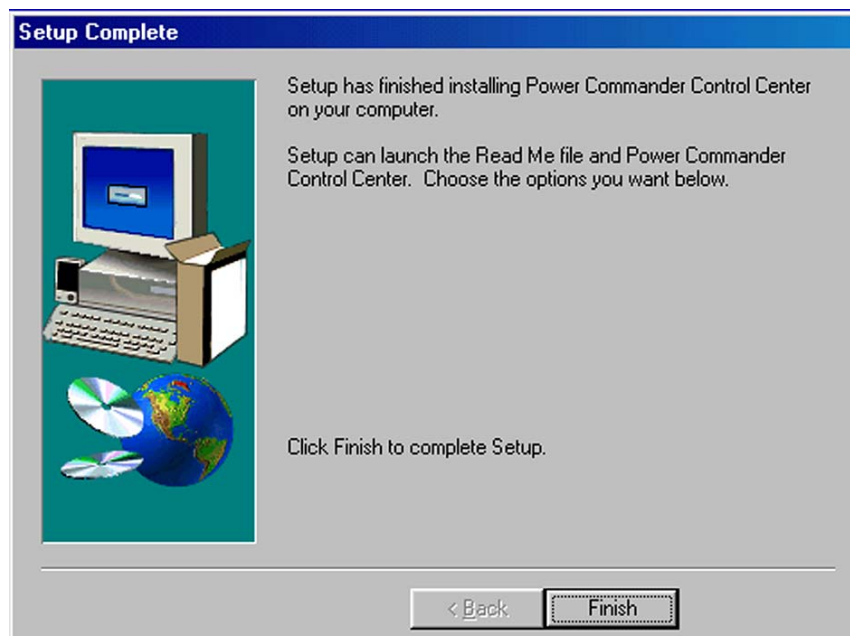 Setup Complete
Setup has finished installing Power Commander Control Center
on your computer.
Setup can launch the Read Me file and Power Commander
Control Center. Choose the options you want below.
Click Finish to complete Setup.
< Back
Finish